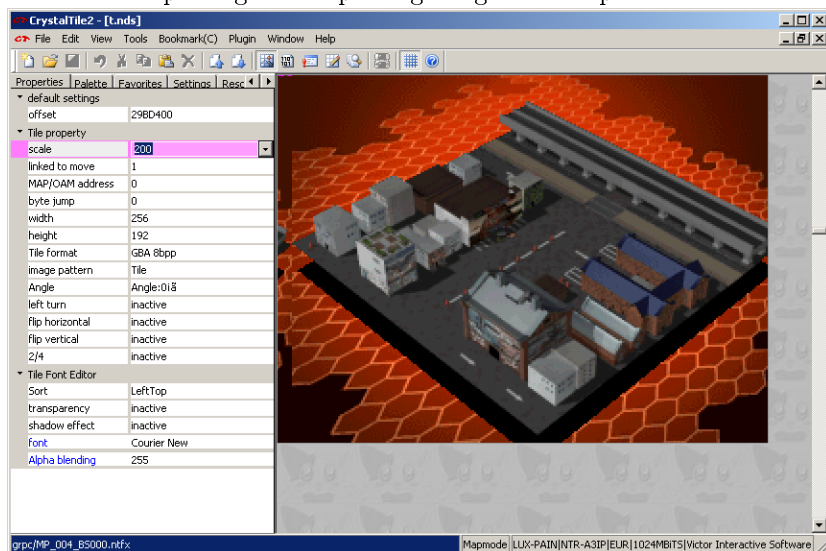 CrystalTile2 - [t.nds]
File Edit View Tools Bookmark(C) Plugin Window Help
Properties Palette Favorites Settings Resc
default settings
offset 29BD400
Tile property
scale 200
linked to move 1
MAP/OAM address 0
byte jump 0
width 256
height 192
Tile format GBA 8bpp
image pattern Tile
Angle Angle:0iã
left turn inactive
flip horizontal inactive
flip vertical inactive
2/4 inactive
Tile Font Editor
Sort LeftTop
transparency inactive
shadow effect inactive
font Courier New
Alpha blending 255
grpc/MP_004_BS000.ntfx Mapmode LUX-PAIN|NTR-A3IP|EUR|1024MBiTS|Victor Interactive Software